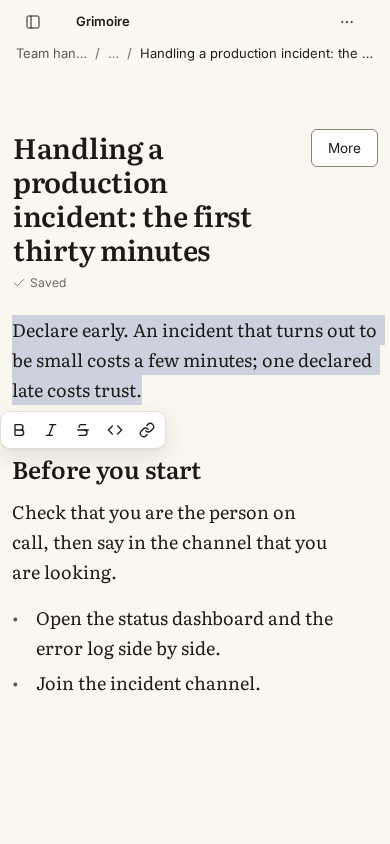 Grimoire
Team han... / ... / Handling a production incident: the ...
Handling a
production
incident: the first
thirty minutes
More
Saved
Declare early. An incident that turns out to
be small costs a few minutes; one declared
late costs trust.
B I S
Before you start
Check that you are the person on
call, then say in the channel that you
are looking.
• Open the status dashboard and the
error log side by side.
• Join the incident channel.